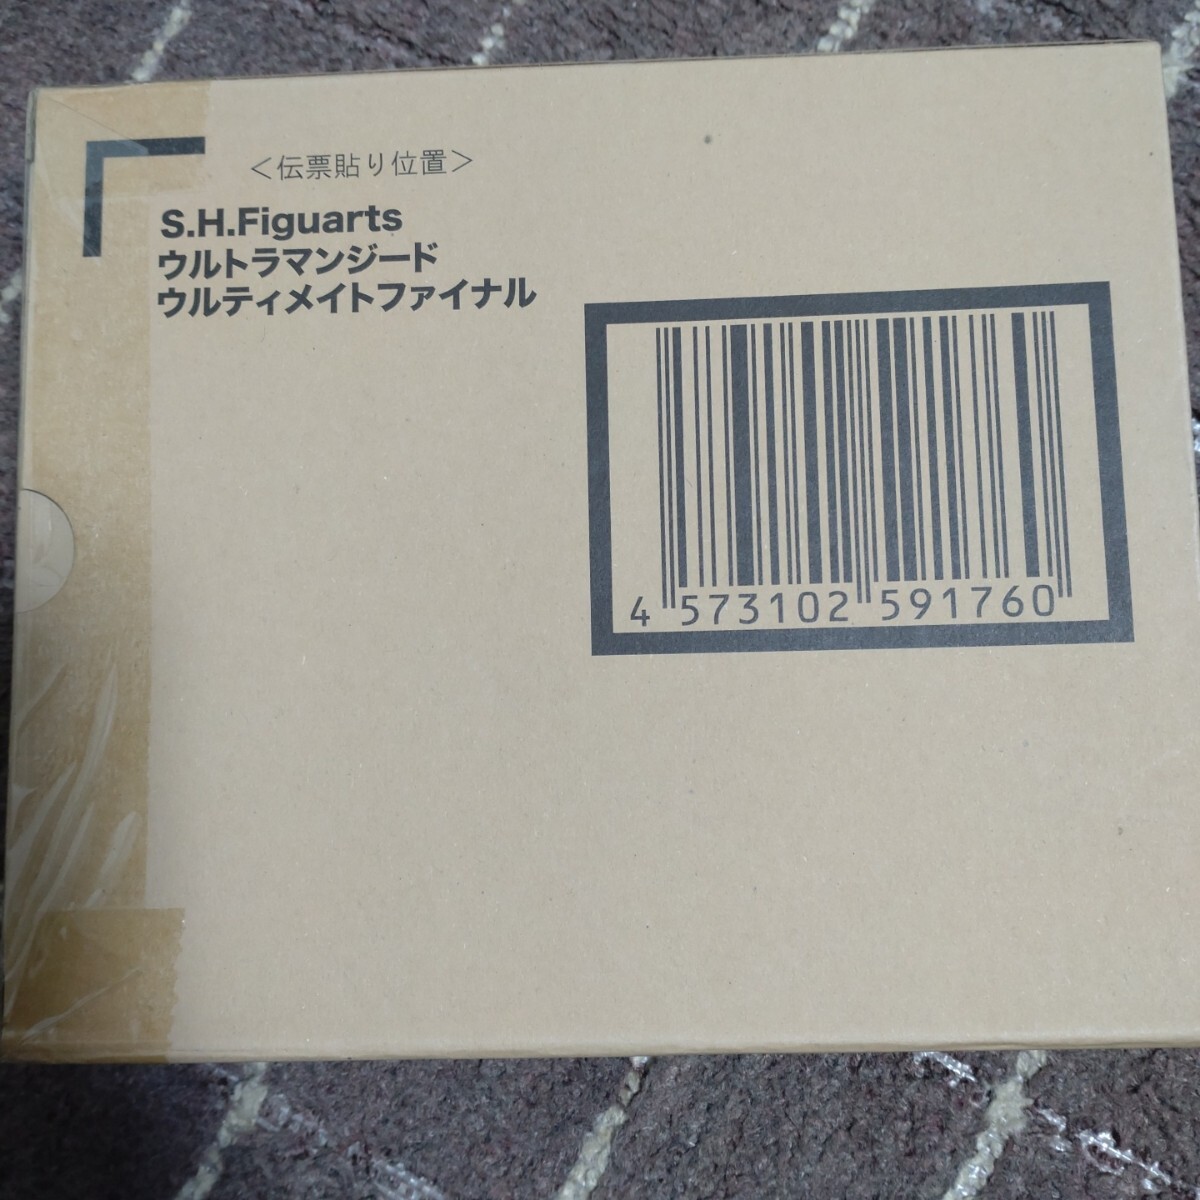 <伝票貼り位置>
S.H.Figuarts
ウルトラマンジード
ウルティメイトファイナル
4 573102 591760